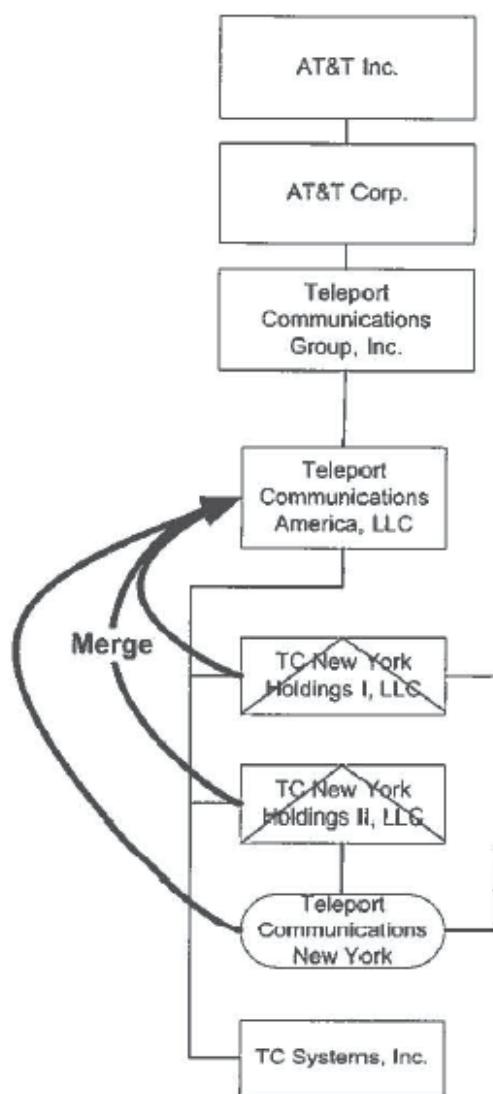 AT&T Inc.
AT&T Corp.
Teleport
Communications
Group, Inc.
Teleport
Communications
America, LLC
Merge
TC New York
Holdings I, LLC
TC New York
Holdings Ii, LLC
Teleport
Communications
New York
TC Systems, Inc.